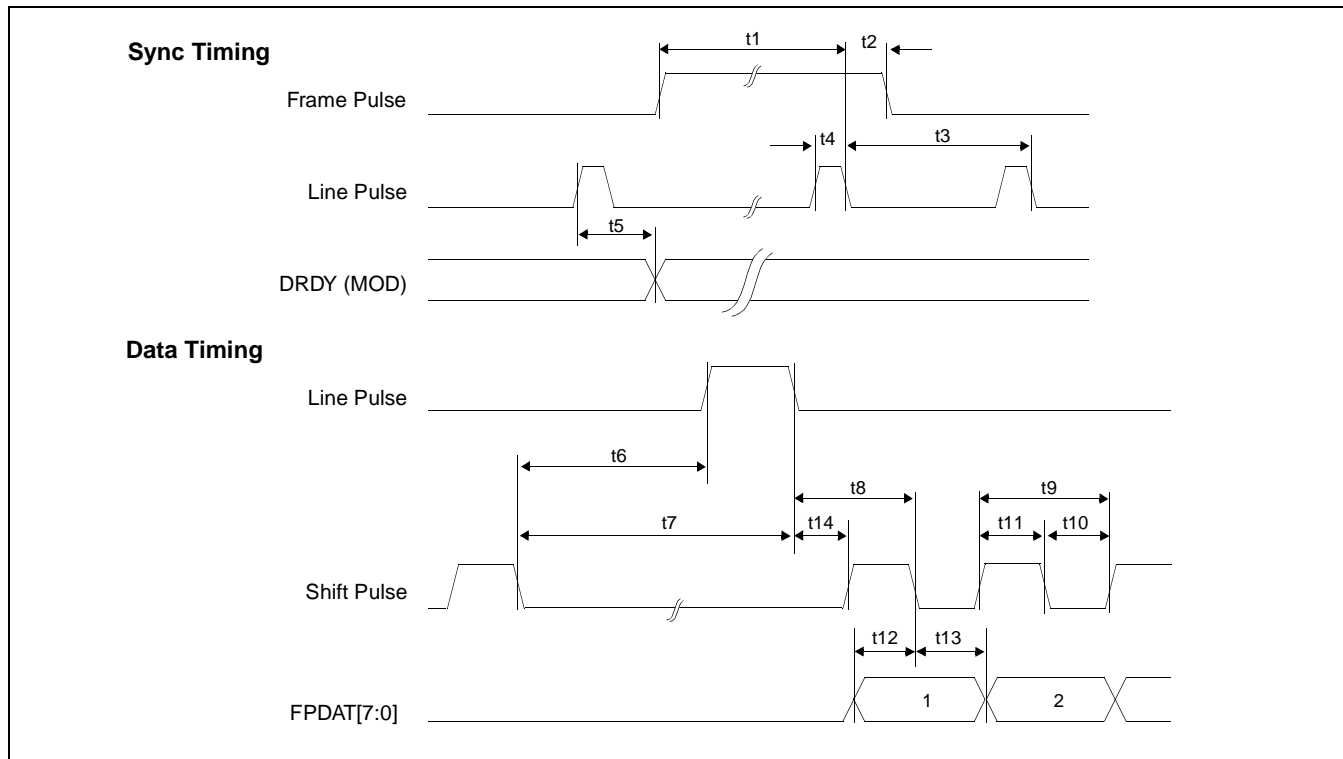 Sync Timing
t1
t2
Frame Pulse
t4
t3
Line Pulse
t5
DRDY (MOD)
Data Timing
Line Pulse
t6
t8
t9
t7
t14
t11
t10
Shift Pulse
t12
t13
FPDAT[7:0]
1
2